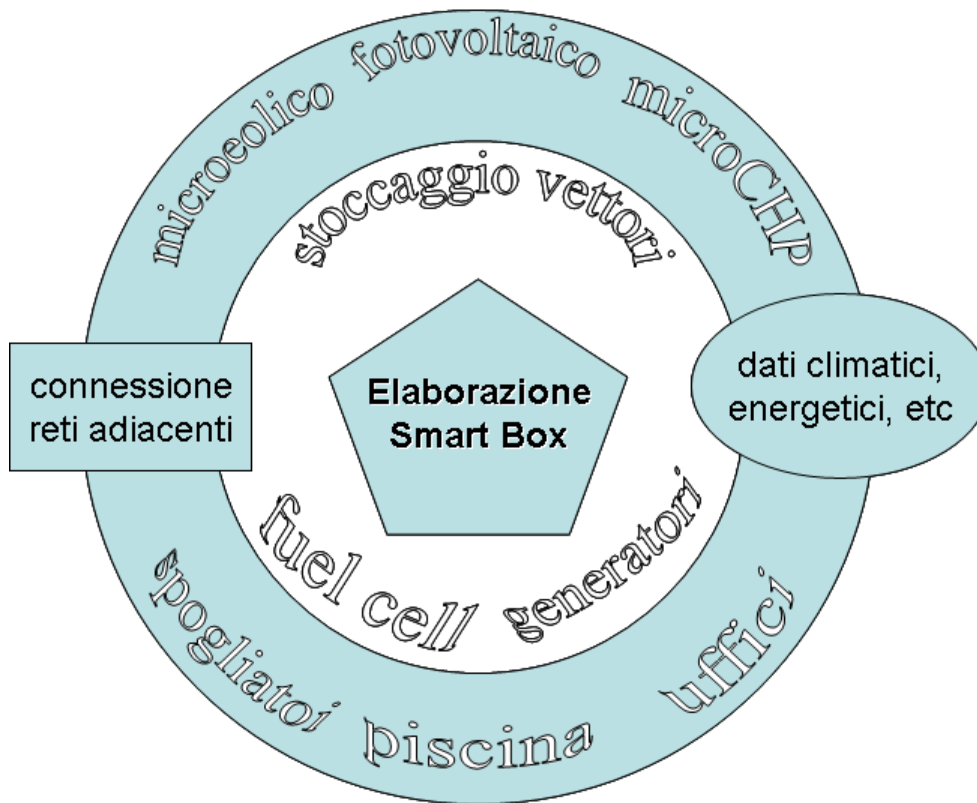 microeolico fotovoltaico microCHP
stoccaggio vettori
connessione
reti adiacenti
Elaborazione
Smart Box
dati climatici,
energetici, etc
fuel cell generatori
spogliatoi piscina uffici